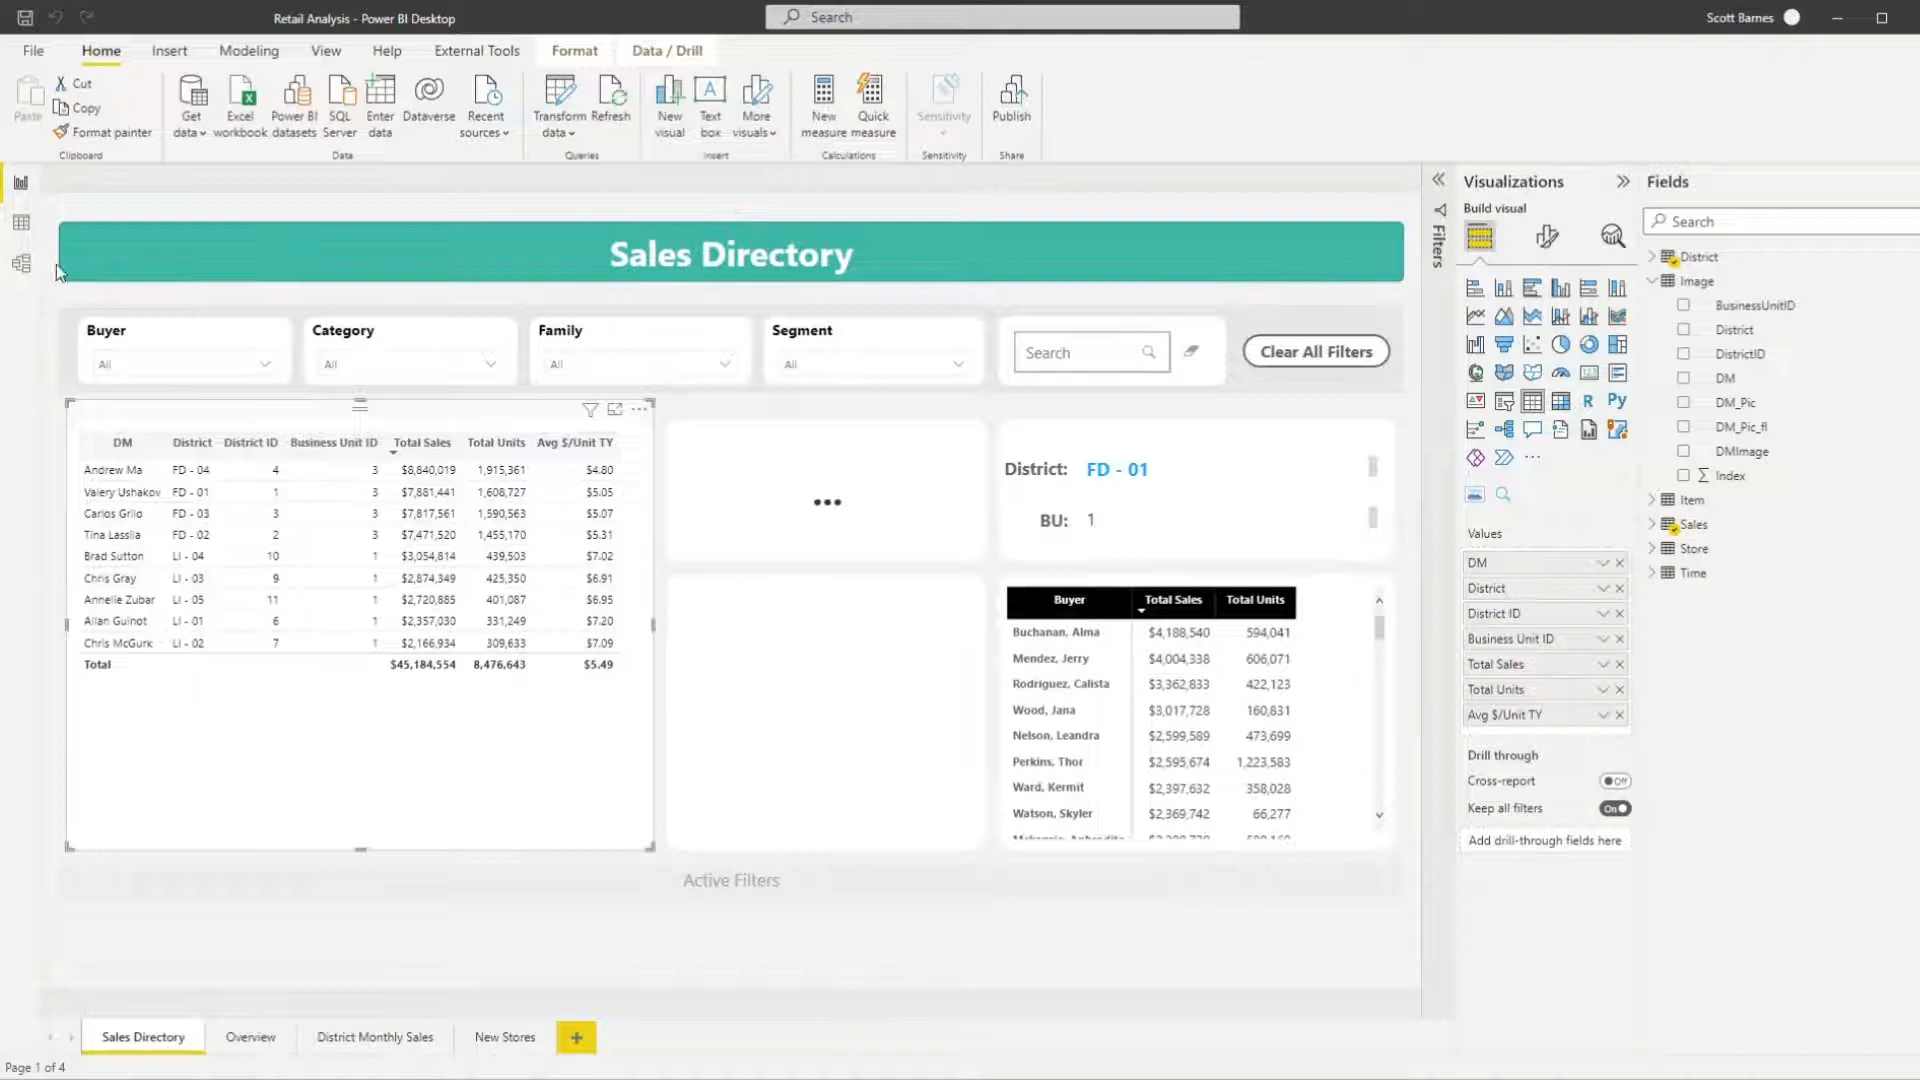 Retail Analysis - Power BI Desktop
Search
Scott Barnes
File Home Insert Modeling View Help External Tools Format Data / Drill
Paste
Cut
Copy
Format painter
Clipboard
Get data
Excel workbook
Power BI datasets
SQL Server
Enter data
Dataverse
Recent sources
Data
Transform data
Refresh
Queries
New visual
Text box
More visuals
Insert
New measure
Quick measure
Calculations
Sensitivity
Sensitivity
Publish
Share
Sales Directory
Buyer
All
Category
All
Family
All
Segment
All
Search
Clear All Filters
DM District District ID Business Unit ID Total Sales Total Units Avg $/Unit TY
Andrew Ma FD - 04 4 3 $8,840,019 1,915,361 $4.80
Valery Ushakov FD - 01 1 3 $7,881,441 1,608,727 $5.05
Carlos Grilo FD - 03 3 3 $7,817,561 1,590,563 $5.07
Tina Lassila FD - 02 2 3 $7,471,520 1,455,170 $5.31
Brad Sutton LI - 04 10 1 $3,054,814 439,503 $7.02
Chris Gray LI - 03 9 1 $2,874,349 425,350 $6.91
Annelie Zubar LI - 05 11 1 $2,720,885 401,087 $6.95
Allan Guinot LI - 01 6 1 $2,357,030 331,249 $7.20
Chris McGurk LI - 02 7 1 $2,166,934 309,633 $7.09
Total $45,184,554 8,476,643 $5.49
District: FD - 01
BU: 1
Buyer Total Sales Total Units
Buchanan, Alma $4,188,540 594,041
Mendez, Jerry $4,004,338 606,071
Rodriguez, Calista $3,362,833 422,123
Wood, Jana $3,017,728 160,831
Nelson, Leandra $2,599,589 473,699
Perkins, Thor $2,595,674 1,223,583
Ward, Kermit $2,397,632 358,028
Watson, Skyler $2,369,742 66,277
Active Filters
Filters
Visualizations
Build visual
R Py
Values
DM
District
District ID
Business Unit ID
Total Sales
Total Units
Avg $/Unit TY
Drill through
Cross-report Off
Keep all filters On
Add drill-through fields here
Fields
Search
District
Image
BusinessUnitID
District
DistrictID
DM
DM_Pic
DM_Pic_fl
DMImage
Index
Item
Sales
Store
Time
Sales Directory Overview District Monthly Sales New Stores
Page 1 of 4